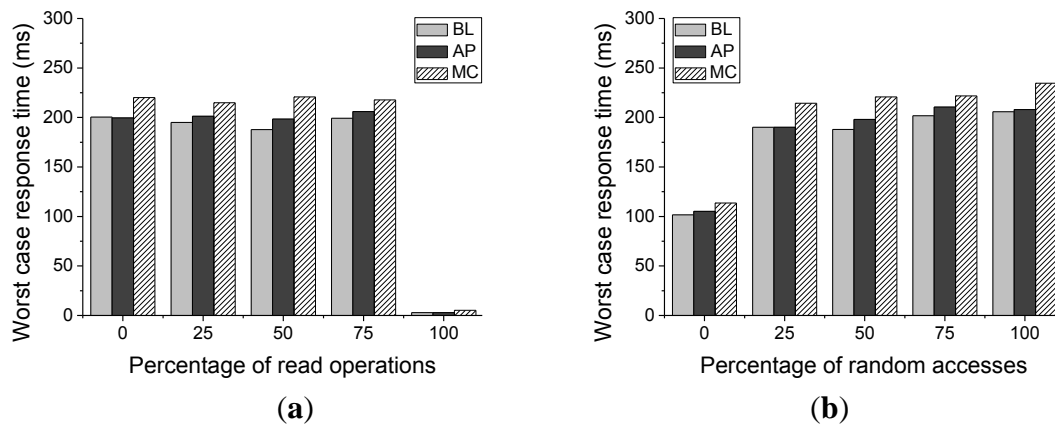 300
250
200
150
100
50
0
Worst case response time (ms)
BL
AP
MC
0 25 50 75 100
Percentage of read operations
(a)
300
250
200
150
100
50
0
Worst case response time (ms)
BL
AP
MC
0 25 50 75 100
Percentage of random accesses
(b)